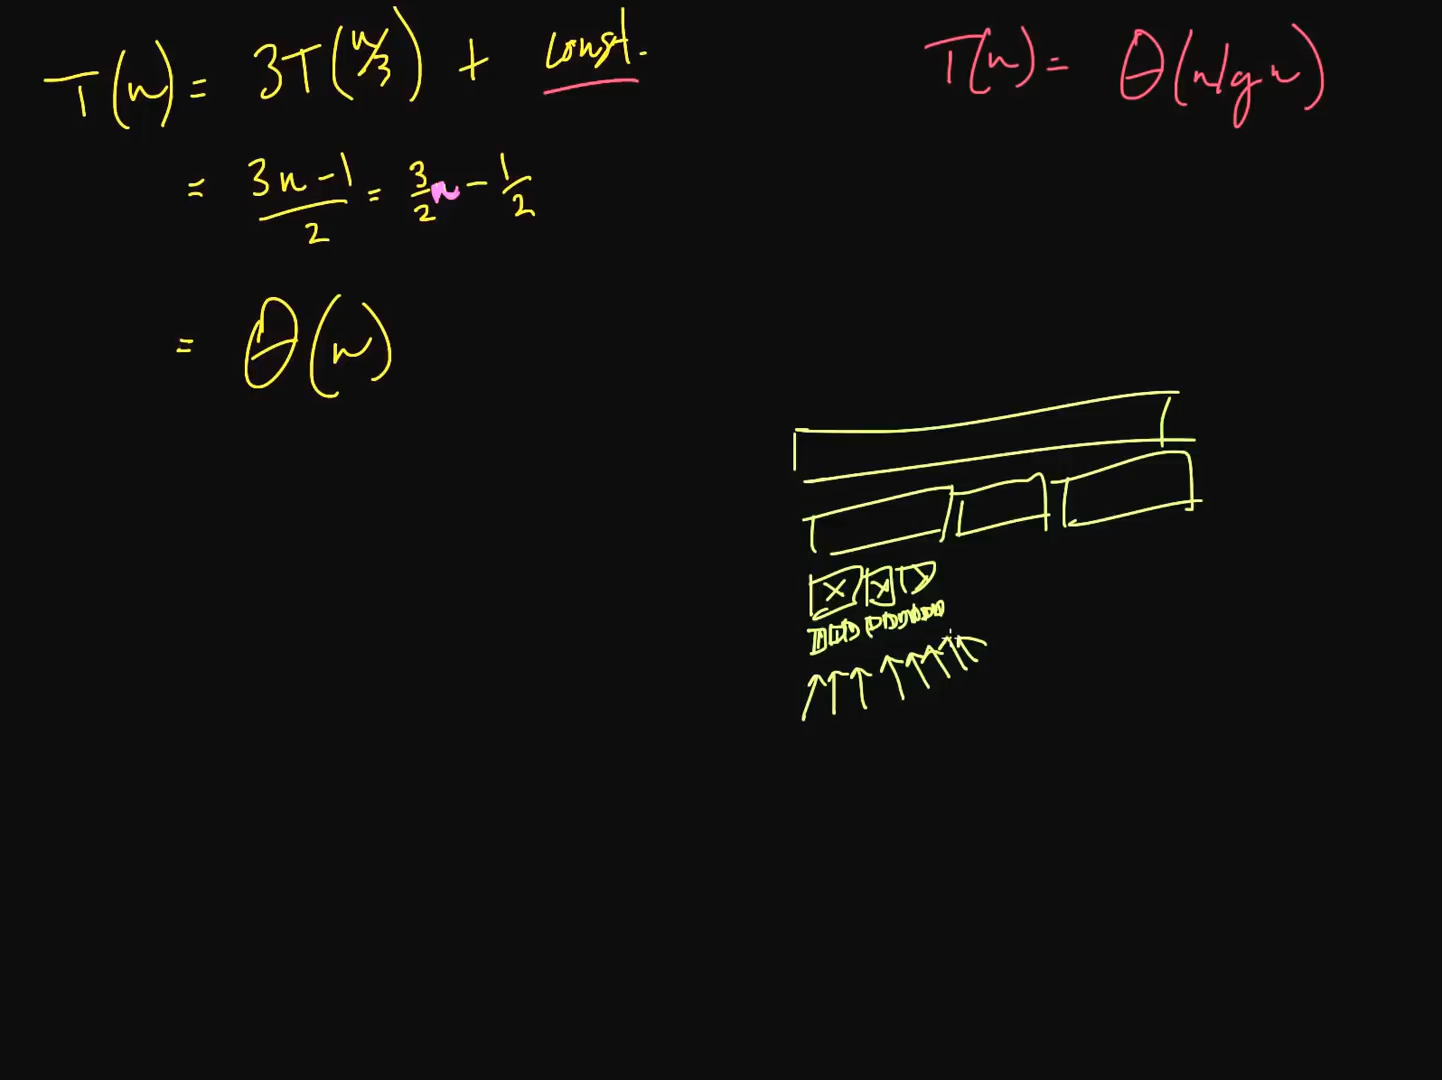 T(n) = 3T(n/3) + const.
T(n) = θ(n lg n)
= 3n-1/2 = 3/2 n - 1/2
= θ(n)
X X